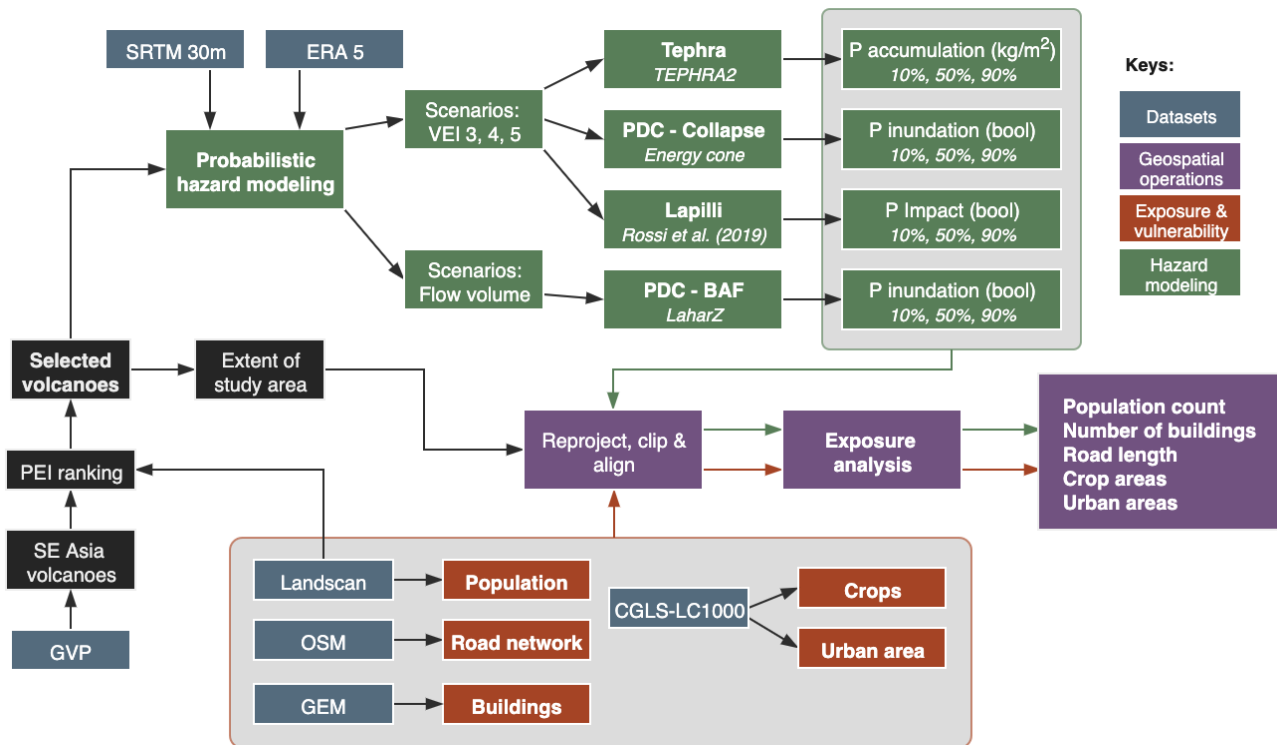 SRTM 30m
ERA 5
Probabilistic
hazard modeling
Scenarios:
VEI 3, 4, 5
Scenarios:
Flow volume
Tephra
TEPHRA2
PDC - Collapse
Energy cone
Lapilli
Rossi et al. (2019)
PDC - BAF
LaharZ
P accumulation (kg/m²)
10%, 50%, 90%
P inundation (bool)
10%, 50%, 90%
P Impact (bool)
10%, 50%, 90%
P inundation (bool)
10%, 50%, 90%
Keys:
Datasets
Geospatial
operations
Exposure &
vulnerability
Hazard
modeling
Selected
volcanoes
Extent of
study area
PEI ranking
SE Asia
volcanoes
GVP
Reproject, clip &
align
Exposure
analysis
Population count
Number of buildings
Road length
Crop areas
Urban areas
Landscan
Population
OSM
Road network
GEM
Buildings
CGLS-LC1000
Crops
Urban area